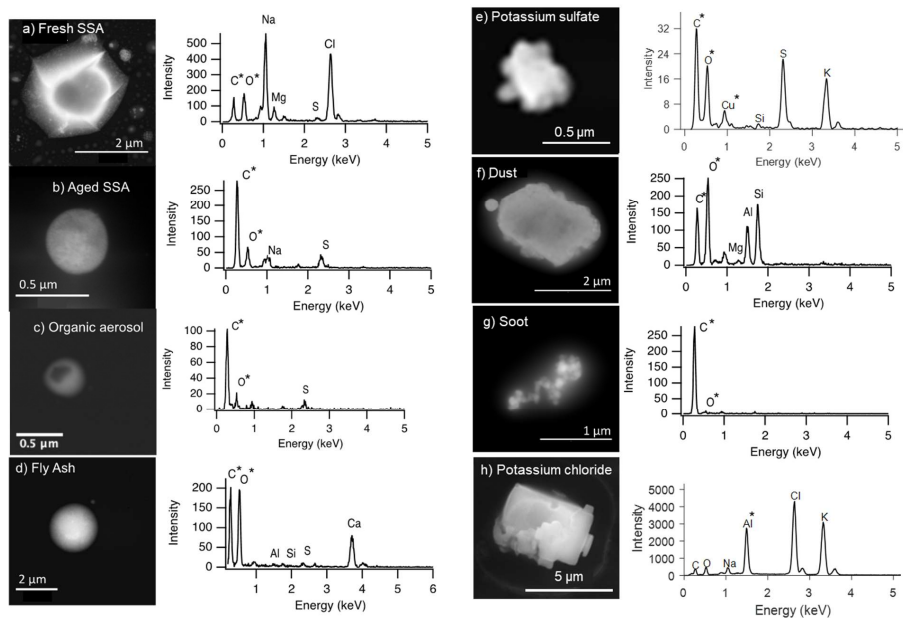 a) Fresh SSA
2 µm
Intensity
500
400
300
200
100
0
C*
O*
Na
Mg
S
Cl
0 1 2 3 4 5
Energy (keV)
b) Aged SSA
0.5 µm
Intensity
250
200
150
100
50
0
C*
O*
Na
S
0 1 2 3 4 5
Energy (keV)
c) Organic aerosol
0.5 µm
Intensity
100
80
60
40
20
0
C*
O*
S
0 1 2 3 4 5
Energy (keV)
d) Fly Ash
2 µm
Intensity
200
150
100
50
0
C*
O*
Al
Si
S
Ca
1 2 3 4 5 6
Energy (keV)
e) Potassium sulfate
0.5 µm
Intensity
32
24
16
8
0
C*
O*
Cu*
Si
S
K
0 1 2 3 4 5
Energy (keV)
f) Dust
2 µm
Intensity
250
200
150
100
50
0
C*
O*
Mg
Al
Si
0 1 2 3 4 5
Energy (keV)
g) Soot
1 µm
Intensity
250
200
150
100
50
0
C*
O*
0 1 2 3 4 5
Energy (keV)
h) Potassium chloride
5 µm
Intensity
5000
4000
3000
2000
1000
0
C
O
Na
Al*
Cl
K
0 1 2 3 4 5
Energy (keV)